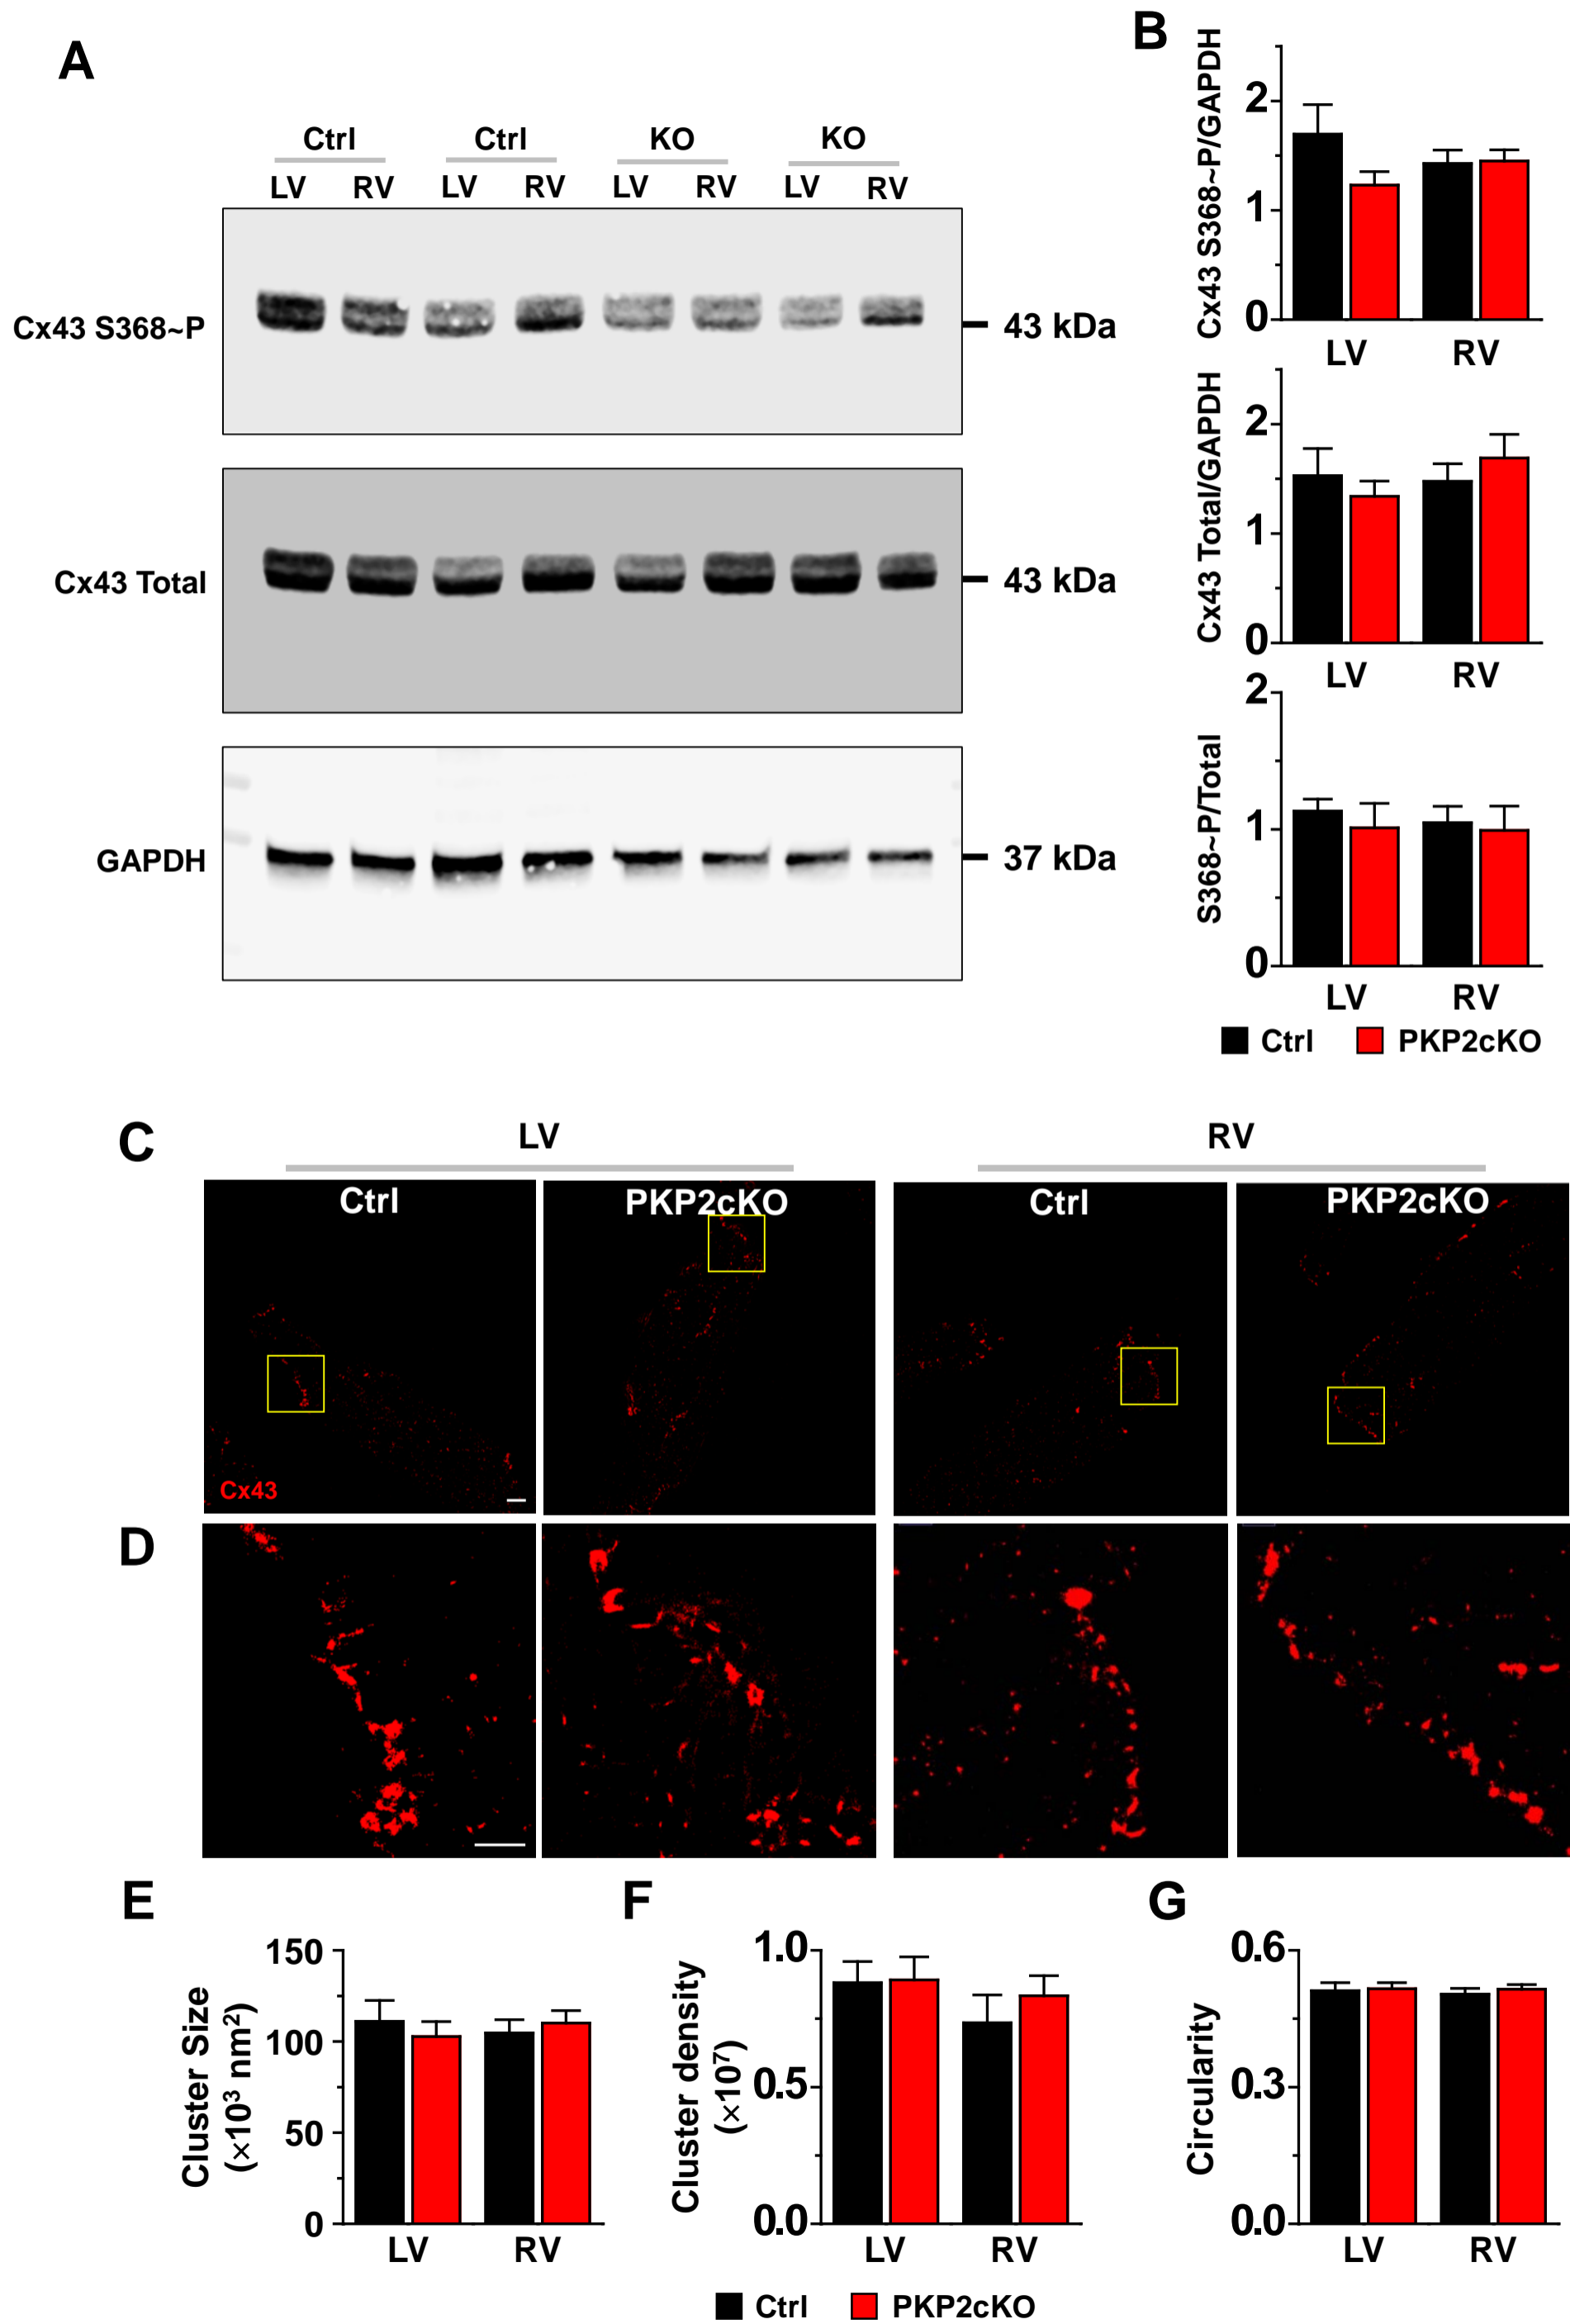 A
Ctrl Ctrl KO KO
LV RV LV RV LV RV LV RV
Cx43 S368~P
43 kDa
Cx43 Total
43 kDa
GAPDH
37 kDa
B
Cx43 S368~P/GAPDH
2
1
0
LV RV
Cx43 Total/GAPDH
2
1
0
LV RV
S368~P/Total
2
1
0
LV RV
Ctrl PKP2cKO
C
LV RV
Ctrl PKP2cKO Ctrl PKP2cKO
Cx43
D
E
Cluster Size
(×10³ nm²)
150
100
50
0
LV RV
F
Cluster density
(×10⁷)
1.0
0.5
0.0
LV RV
G
Circularity
0.6
0.3
0.0
LV RV
Ctrl PKP2cKO